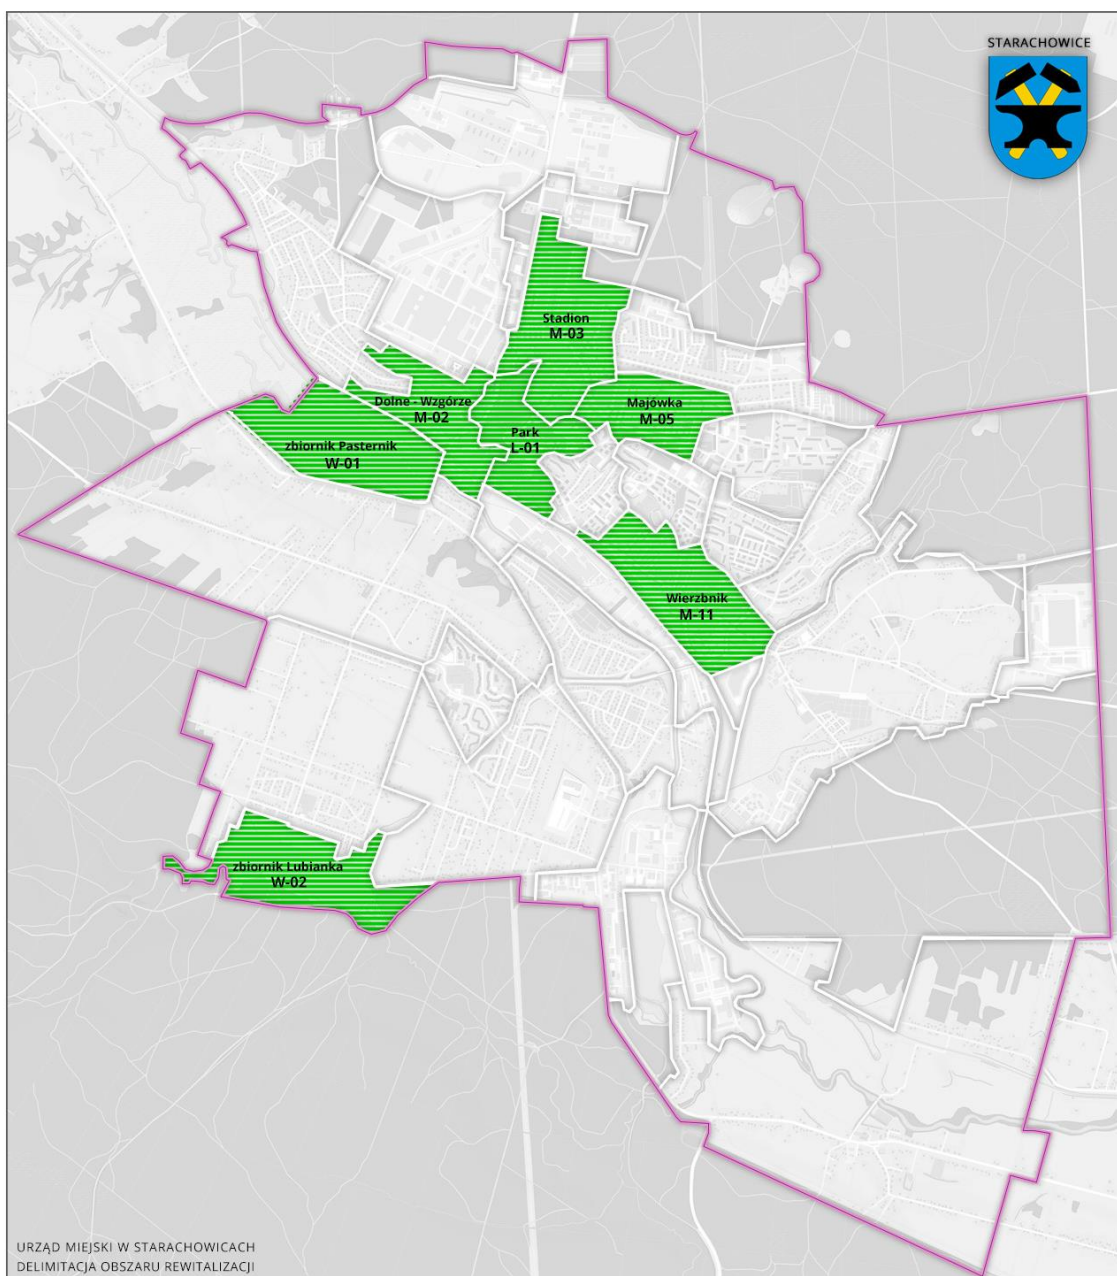 STARACHOWICE
Stadion
M-03
Dolne - Wzgórze
M-02
Majówka
M-05
Park
L-01
zbiornik Pasternik
W-01
Wierzbnik
M-11
zbiornik Lubianka
W-02
URZĄD MIEJSKI W STARACHOWICACH
DELIMITACJA OBSZARU REWITALIZACJI